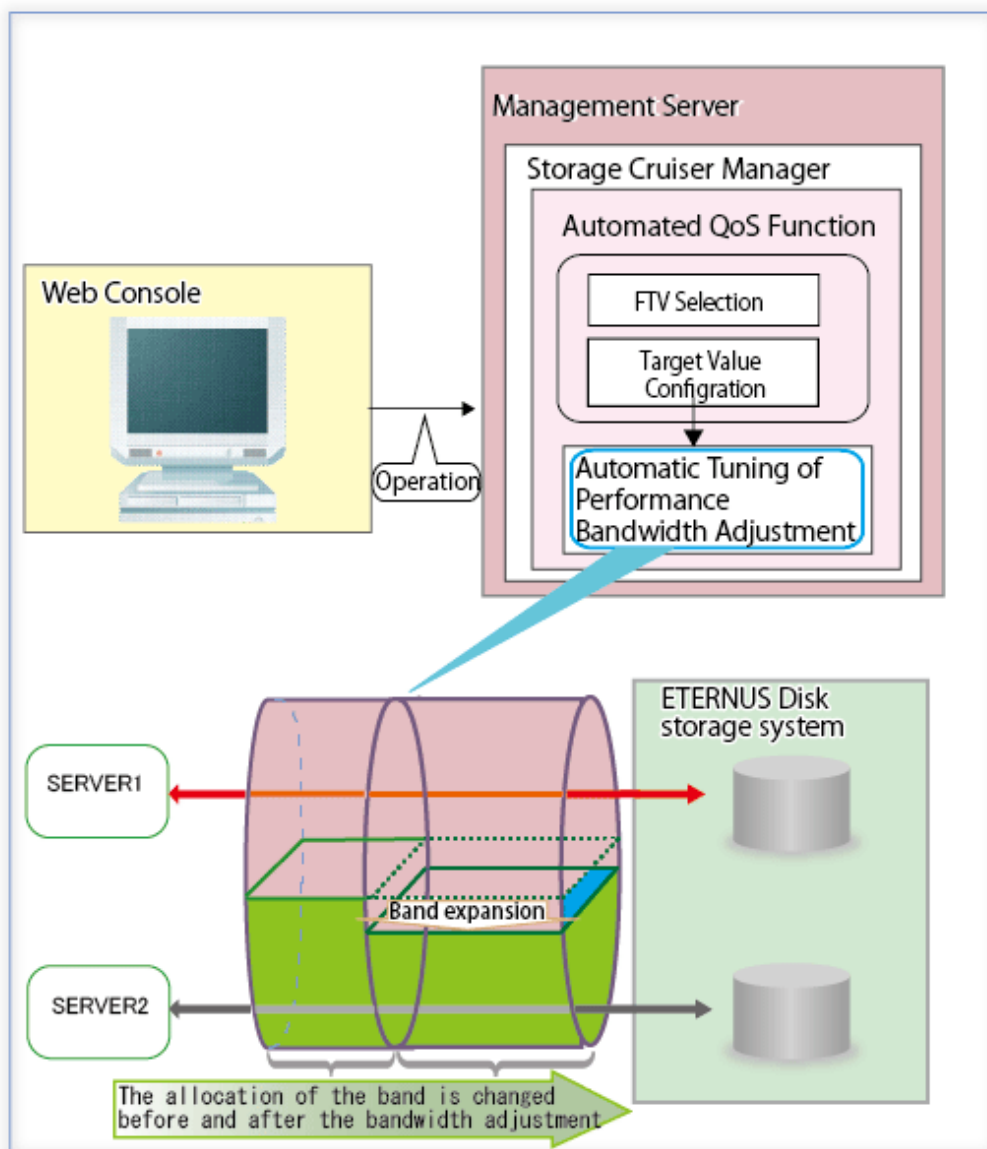 Management Server
Storage Cruiser Manager
Automated QoS Function
FTV Selection
Target Value
Configration
Automatic Tuning of
Performance
Bandwidth Adjustment
Web Console
Operation
ETERNUS Disk
storage system
SERVER1
Band expansion
SERVER2
The allocation of the band is changed
before and after the bandwidth adjustment